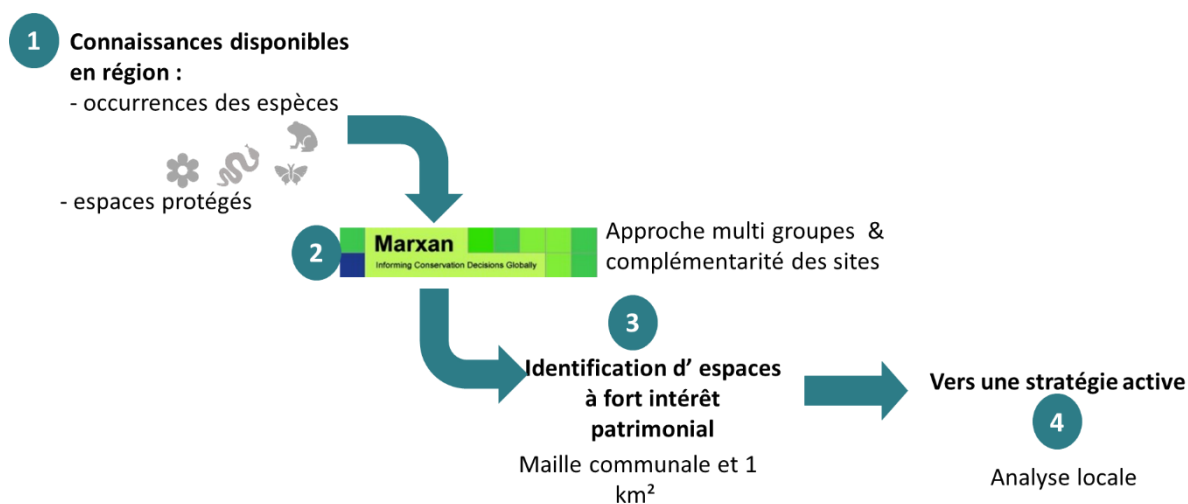 1
Connaissances disponibles
en région :
- occurrences des espèces
- espaces protégés
2
Marxan
Informing Conservation Decisions Globally
Approche multi groupes &
complémentarité des sites
3
Identification d’ espaces
à fort intérêt
patrimonial
Maille communale et 1
km²
Vers une stratégie active
4
Analyse locale